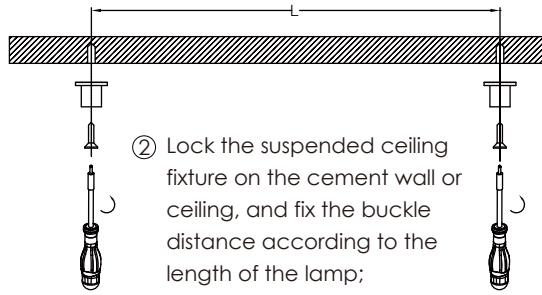 L
② Lock the suspended ceiling
fixture on the cement wall or
ceiling, and fix the buckle
distance according to the
length of the lamp;